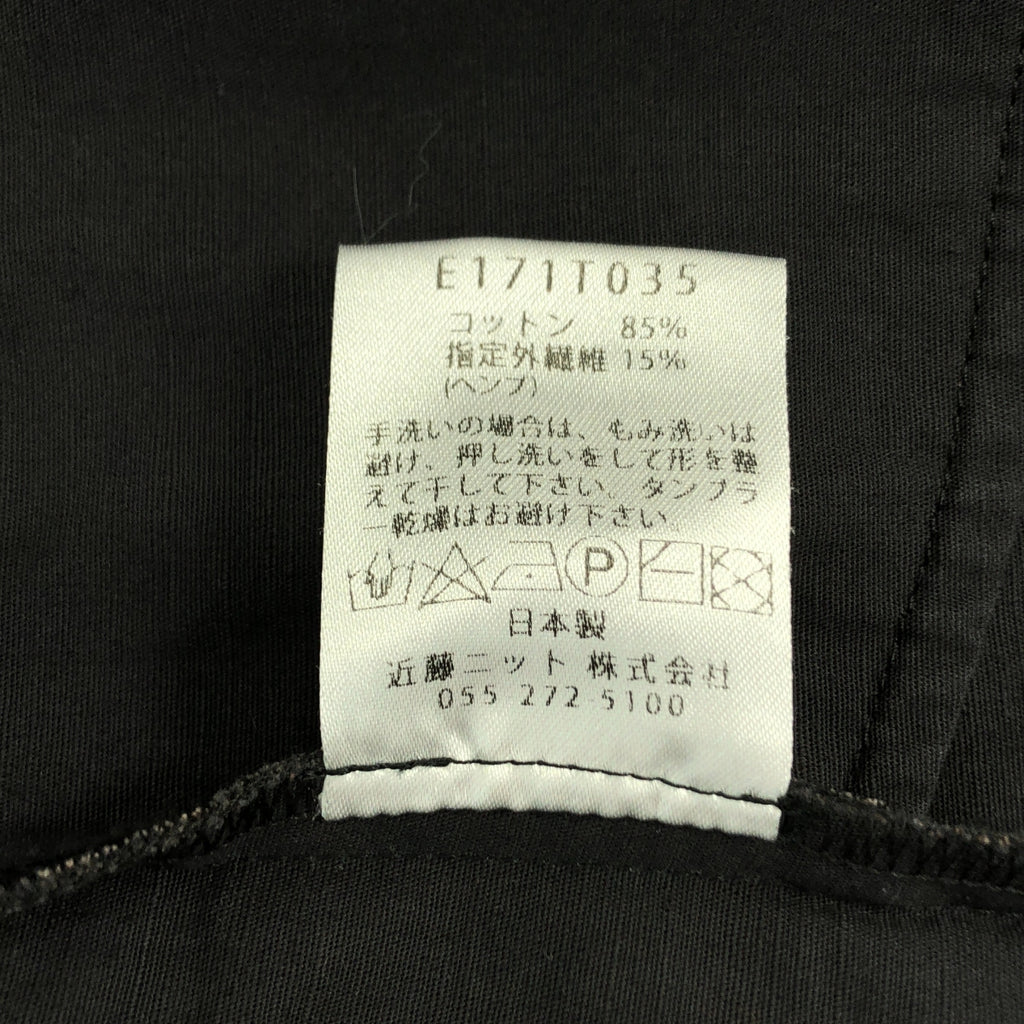 E171T035
コットン 85%
指定外繊維 15%
(ヘンプ)
手洗いの場合は、もみ洗いは
避け、押し洗いをして形を整
えて干して下さい。タンブラ
ー乾燥はお避け下さい。
P
日本製
近藤ニット 株式会社
055 272 5100